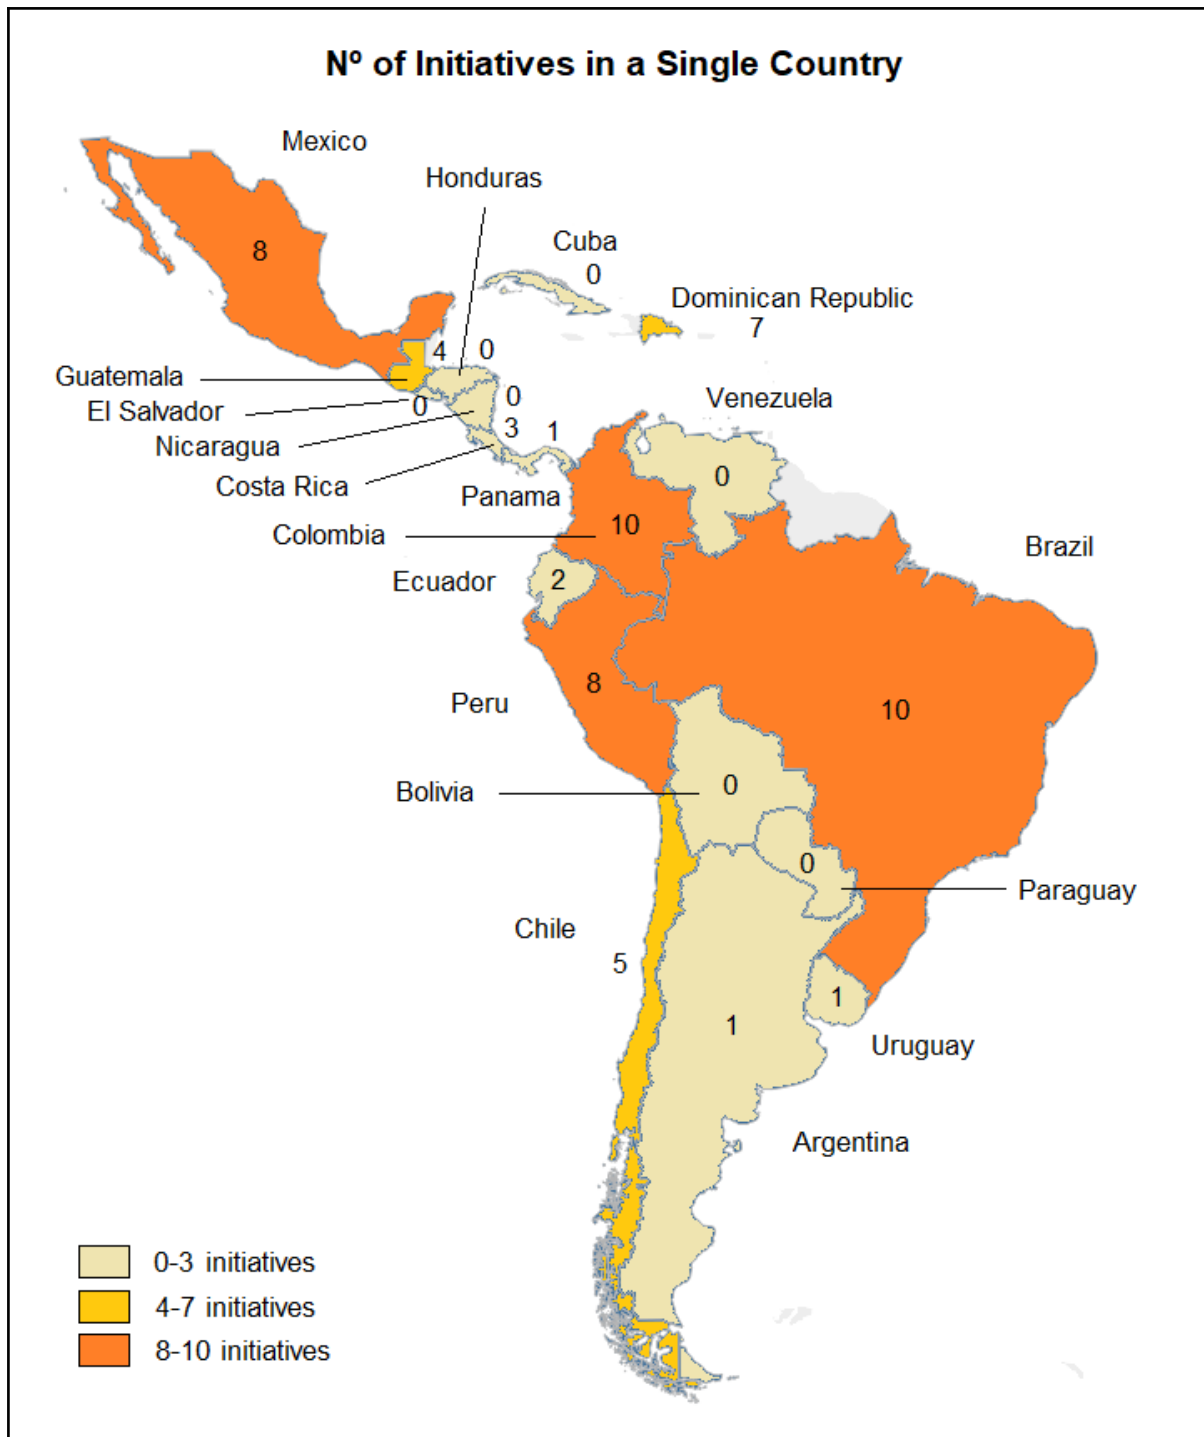 Nº of Initiatives in a Single Country
Mexico
Honduras
8
Cuba
0
Dominican Republic
7
4
0
Guatemala
El Salvador
0
0
Nicaragua
3
1
Costa Rica
Panama
Venezuela
0
Colombia
10
Brazil
Ecuador
2
Peru
8
10
Bolivia
0
0
Paraguay
Chile
5
1
1
Uruguay
Argentina
0-3 initiatives
4-7 initiatives
8-10 initiatives